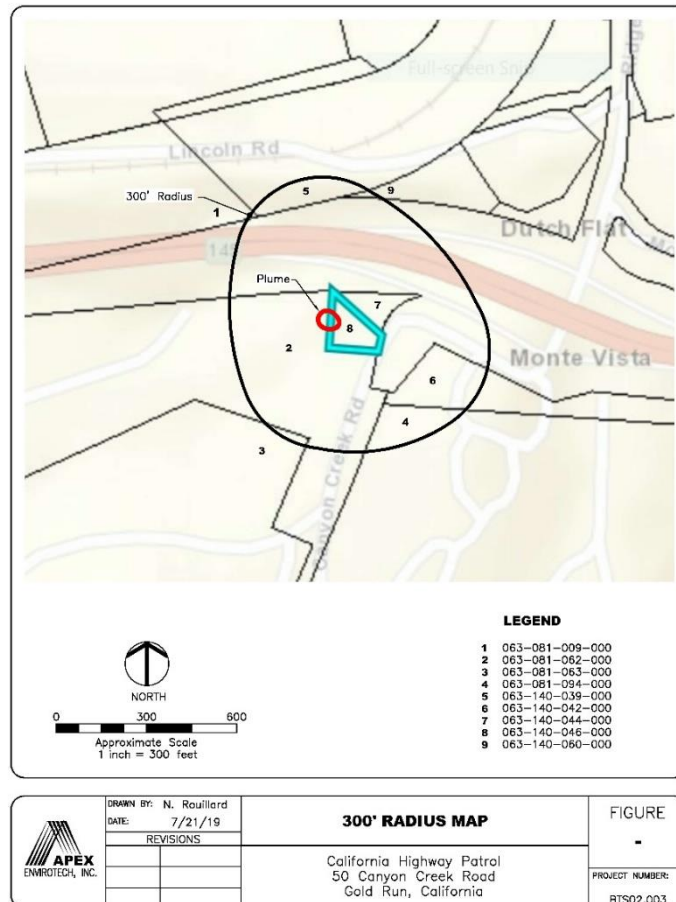 Full-screen Snip
Ridge
Lincoln Rd
300' Radius
5
9
1
Dutch Flat
Mo
145
Plume
7
8
2
Monte Vista
6
4
3
Canyon Creek Rd
LEGEND
1 063-081-009-000
2 063-081-062-000
3 063-081-063-000
4 063-081-094-000
5 063-140-039-000
6 063-140-042-000
7 063-140-044-000
8 063-140-046-000
9 063-140-060-000
NORTH
0 300 600
Approximate Scale
1 inch = 300 feet
APEX
ENVIROTECH, INC.
DRAWN BY: N. Rouillard
DATE: 7/21/19
REVISIONS
300' RADIUS MAP
California Highway Patrol
50 Canyon Creek Road
Gold Run, California
FIGURE
-
PROJECT NUMBER:
BTS02.003